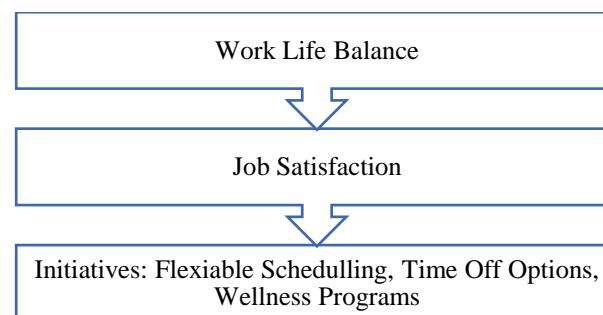 Work Life Balance
Job Satisfaction
Initiatives: Flexiable Schedulling, Time Off Options,
Wellness Programs